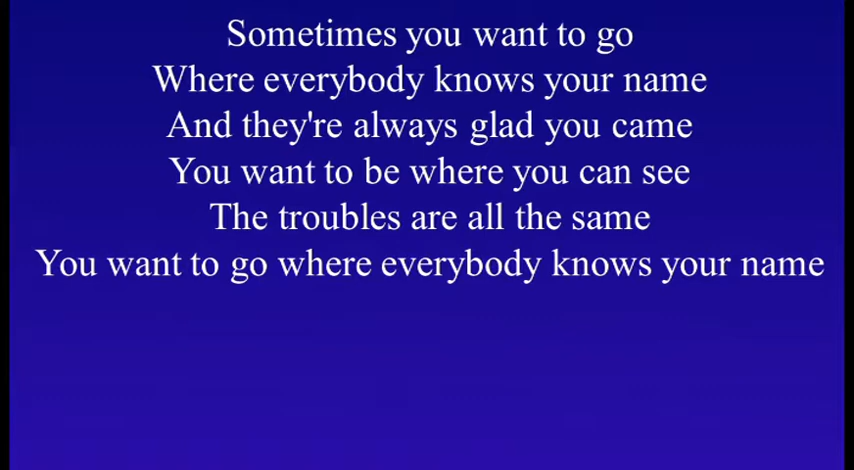 Sometimes you want to go
Where everybody knows your name
And they're always glad you came
You want to be where you can see
The troubles are all the same
You want to go where everybody knows your name